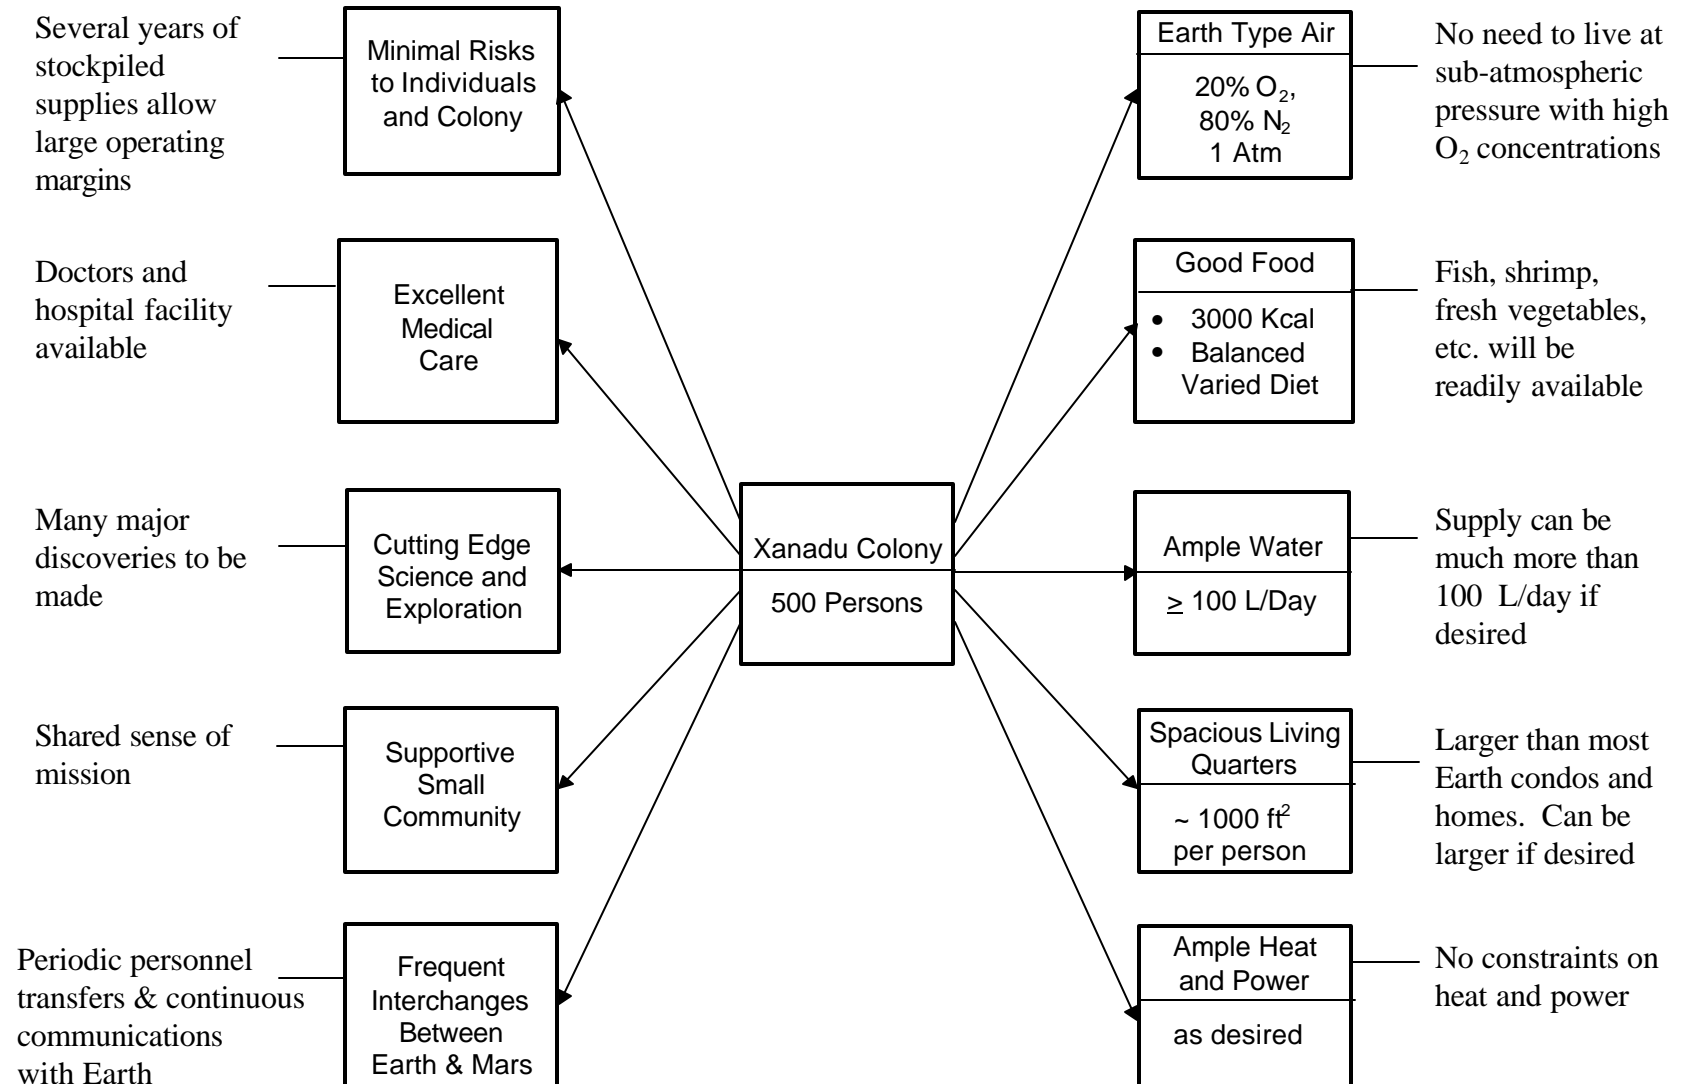 Several years of
stockpiled
supplies allow
large operating
margins
Minimal Risks
to Individuals
and Colony
Earth Type Air
20% O₂,
80% N₂
1 Atm
No need to live at
sub-atmospheric
pressure with high
O₂ concentrations
Doctors and
hospital facility
available
Excellent
Medical
Care
Good Food
• 3000 Kcal
• Balanced
Varied Diet
Fish, shrimp,
fresh vegetables,
etc. will be
readily available
Many major
discoveries to be
made
Cutting Edge
Science and
Exploration
Xanadu Colony
500 Persons
Ample Water
≥ 100 L/Day
Supply can be
much more than
100 L/day if
desired
Shared sense of
mission
Supportive
Small
Community
Spacious Living
Quarters
~ 1000 ft²
per person
Larger than most
Earth condos and
homes. Can be
larger if desired
Periodic personnel
transfers & continuous
communications
with Earth
Frequent
Interchanges
Between
Earth & Mars
Ample Heat
and Power
as desired
No constraints on
heat and power